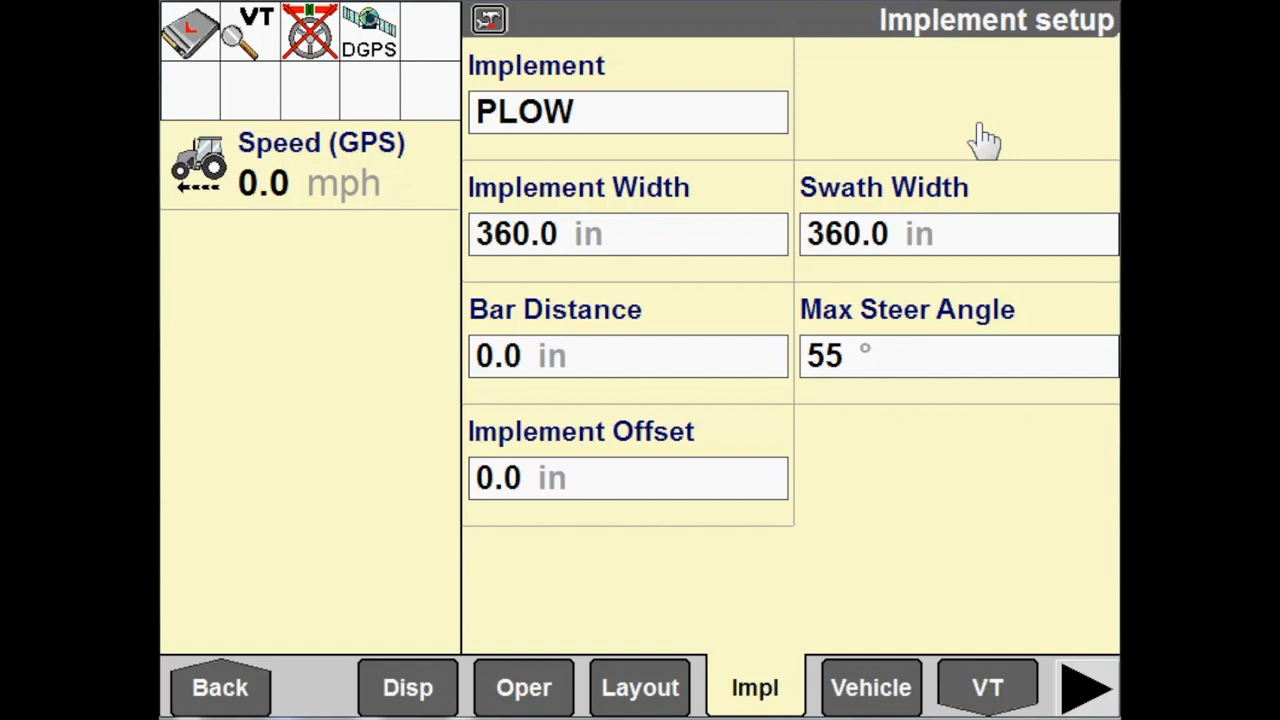 VT
DGPS
Speed (GPS)
0.0 mph
Implement setup
Implement
PLOW
Implement Width
360.0 in
Swath Width
360.0 in
Bar Distance
0.0 in
Max Steer Angle
55 °
Implement Offset
0.0 in
Back
Disp
Oper
Layout
Impl
Vehicle
VT